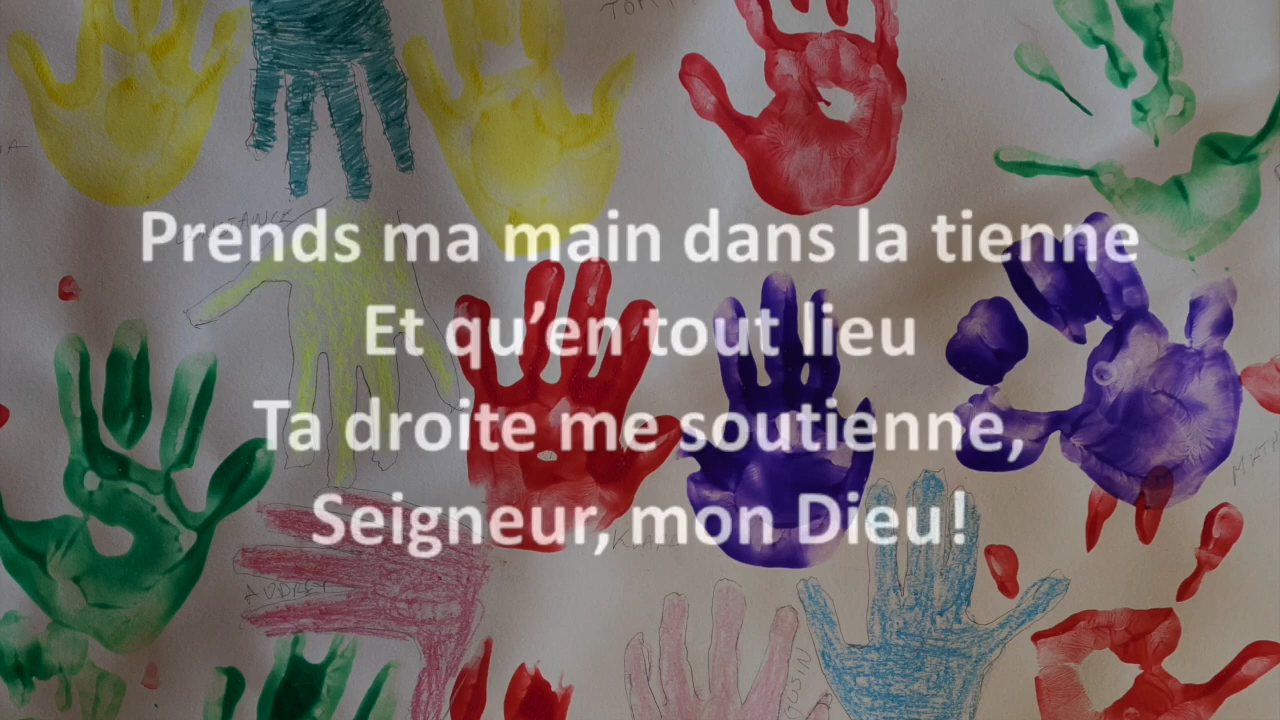 Prends ma main dans la tienne
Et qu’en tout lieu
Ta droite me soutienne,
Seigneur, mon Dieu!